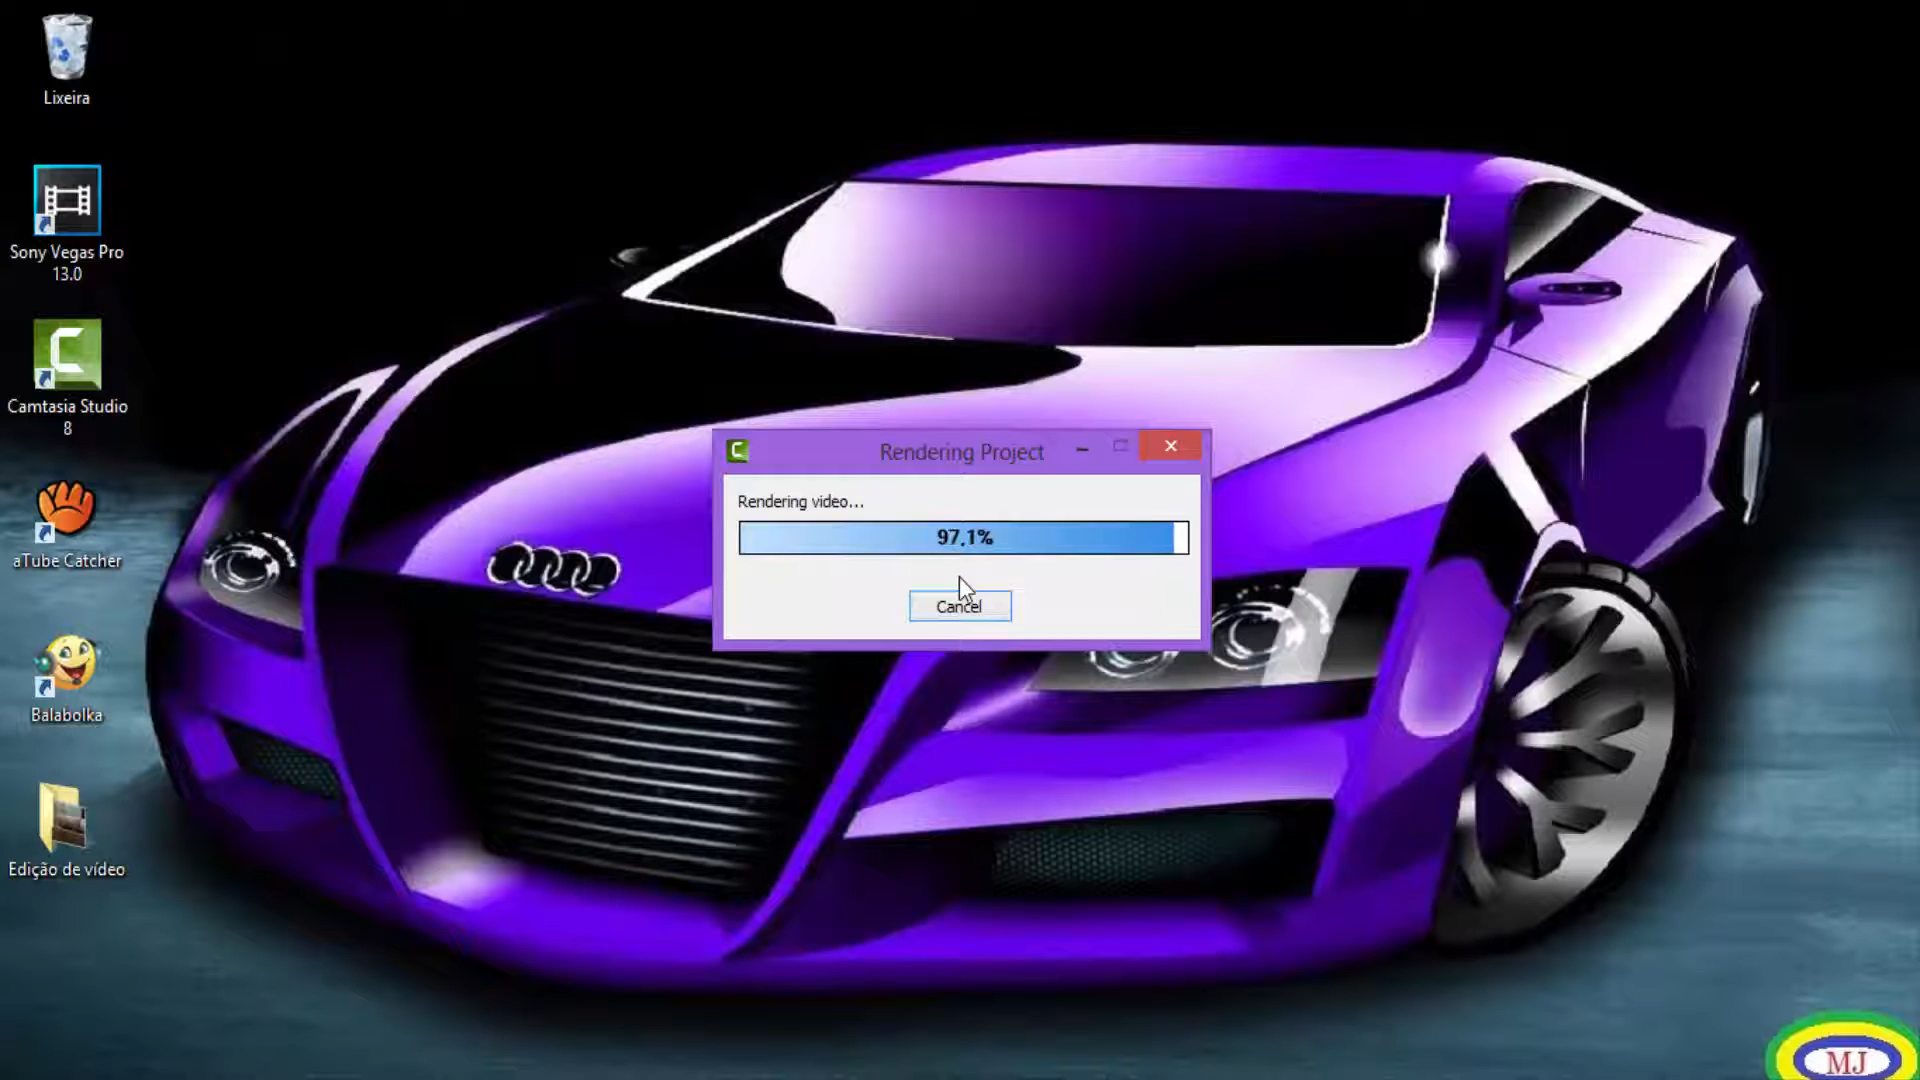 Lixeira
Sony Vegas Pro
13.0
Camtasia Studio
8
aTube Catcher
Balabolka
Edição de vídeo
Rendering Project
Rendering video...
97,1%
Cancel
MJ